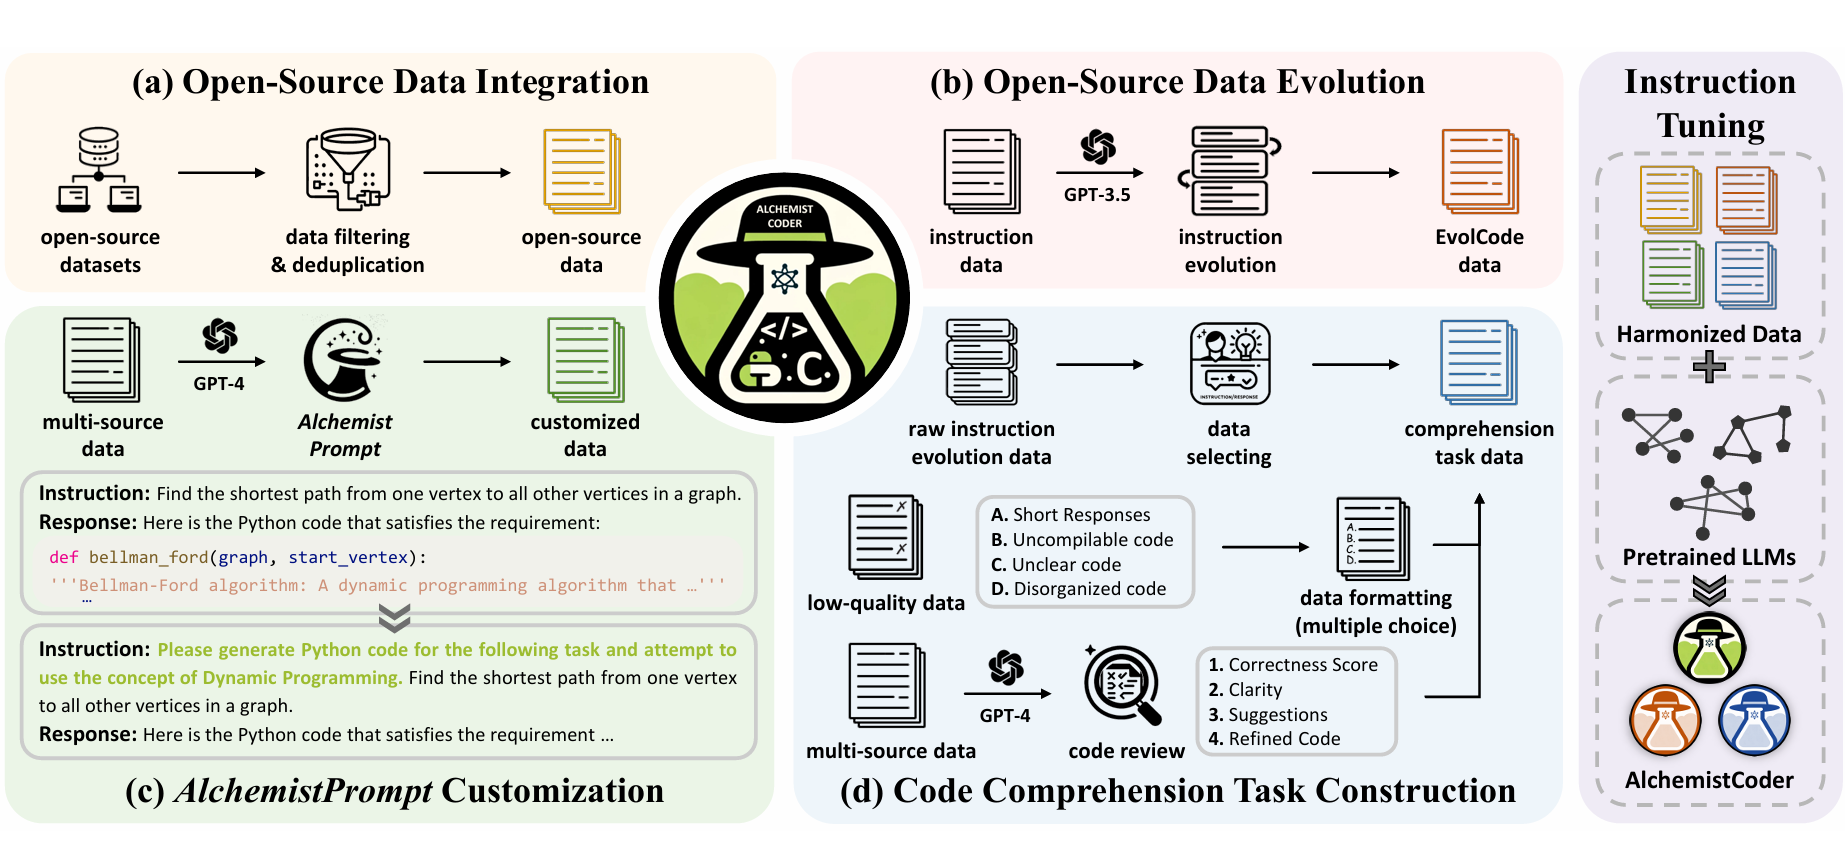 (a) Open-Source Data Integration
open-source
datasets
data filtering
& deduplication
open-source
data
(b) Open-Source Data Evolution
instruction
data
GPT-3.5
instruction
evolution
EvolCode
data
ALCHEMIST
CODER
</>
C
multi-source
data
GPT-4
Alchemist
Prompt
customized
data
Instruction: Find the shortest path from one vertex to all other vertices in a graph.
Response: Here is the Python code that satisfies the requirement:
def bellman_ford(graph, start_vertex):
'''Bellman-Ford algorithm: A dynamic programming algorithm that …'''
…
Instruction: Please generate Python code for the following task and attempt to
use the concept of Dynamic Programming. Find the shortest path from one vertex
to all other vertices in a graph.
Response: Here is the Python code that satisfies the requirement …
(c) AlchemistPrompt Customization
raw instruction
evolution data
INSTRUCTION/RESPONSE
data
selecting
comprehension
task data
low-quality data
A. Short Responses
B. Uncompilable code
C. Unclear code
D. Disorganized code
A.
B.
C.
D.
data formatting
(multiple choice)
multi-source data
GPT-4
code review
1. Correctness Score
2. Clarity
3. Suggestions
4. Refined Code
(d) Code Comprehension Task Construction
Instruction
Tuning
Harmonized Data
Pretrained LLMs
AlchemistCoder